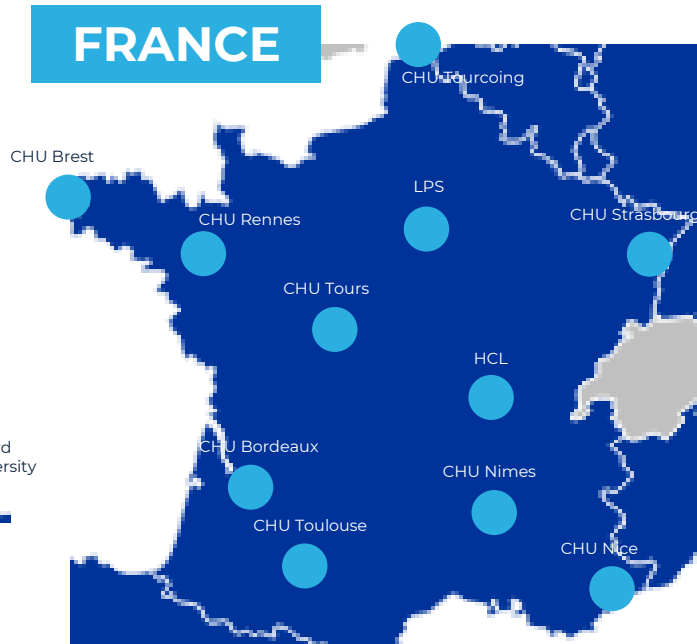 FRANCE
CHU Tourcoing
CHU Brest
LPS
CHU Rennes
CHU Strasbourg
CHU Tours
HCL
CHU Bordeaux
CHU Nimes
CHU Toulouse
CHU Nice